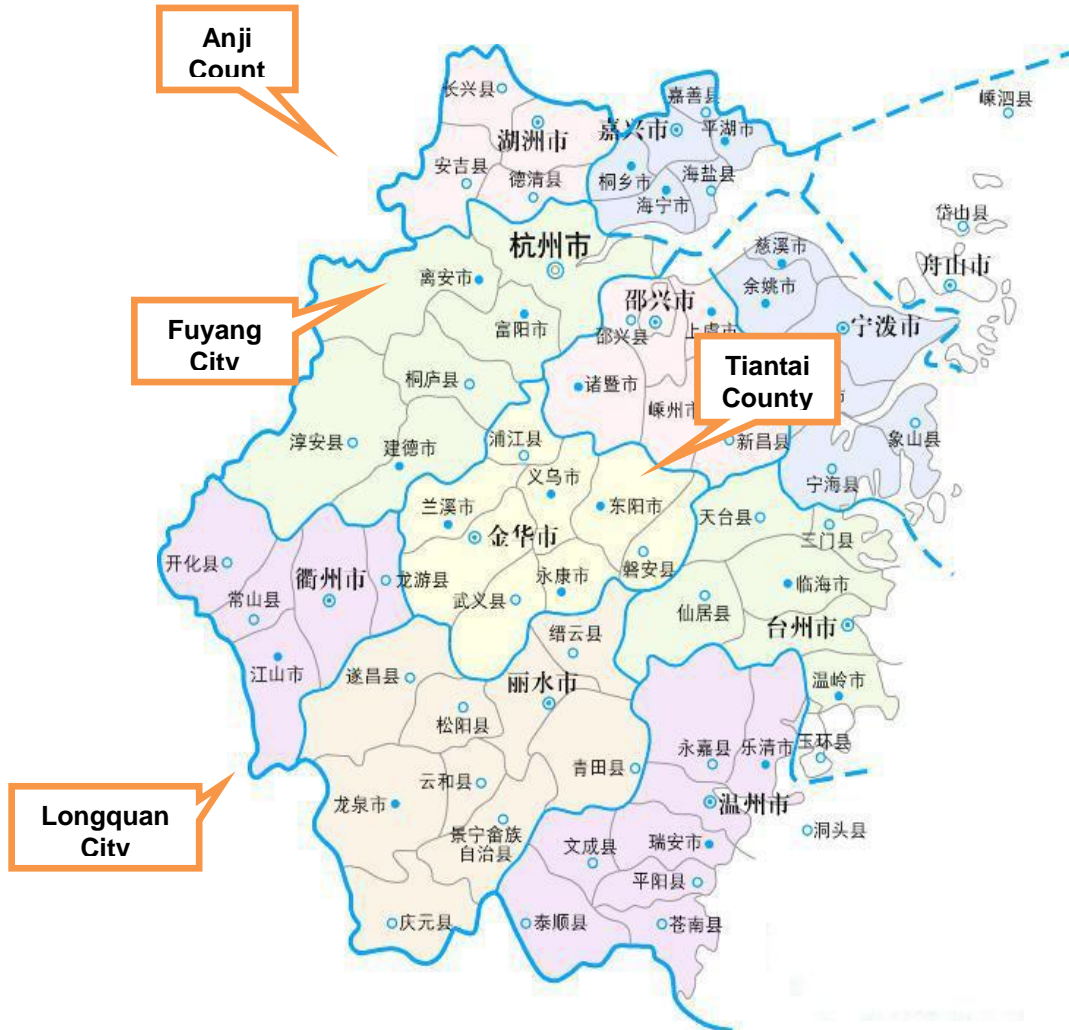 Anji
Count
长兴县
嘉善县
嵊泗县
湖洲市
嘉兴市
平湖市
安吉县
德清县
桐乡市
海盐县
海宁市
岱山县
杭州市
慈溪市
舟山市
离安市
余姚市
邵兴市
Fuyang
City
富阳市
邵兴县
上虞市
宁泼市
Tiantai
County
桐庐县
诸暨市
嵊州市
市
淳安县
建德市
浦江县
新昌县
象山县
义乌市
宁海县
兰溪市
东阳市
天台县
金华市
三门县
开化县
衢州市
龙游县
永康市
磐安县
临海市
常山县
武义县
仙居县
台州市
缙云县
江山市
遂昌县
丽水市
温岭市
松阳县
永嘉县
乐清市
玉环县
云和县
青田县
龙泉市
温州市
Longquan
City
景宁畲族
自治县
文成县
瑞安市
洞头县
平阳县
庆元县
泰顺县
苍南县